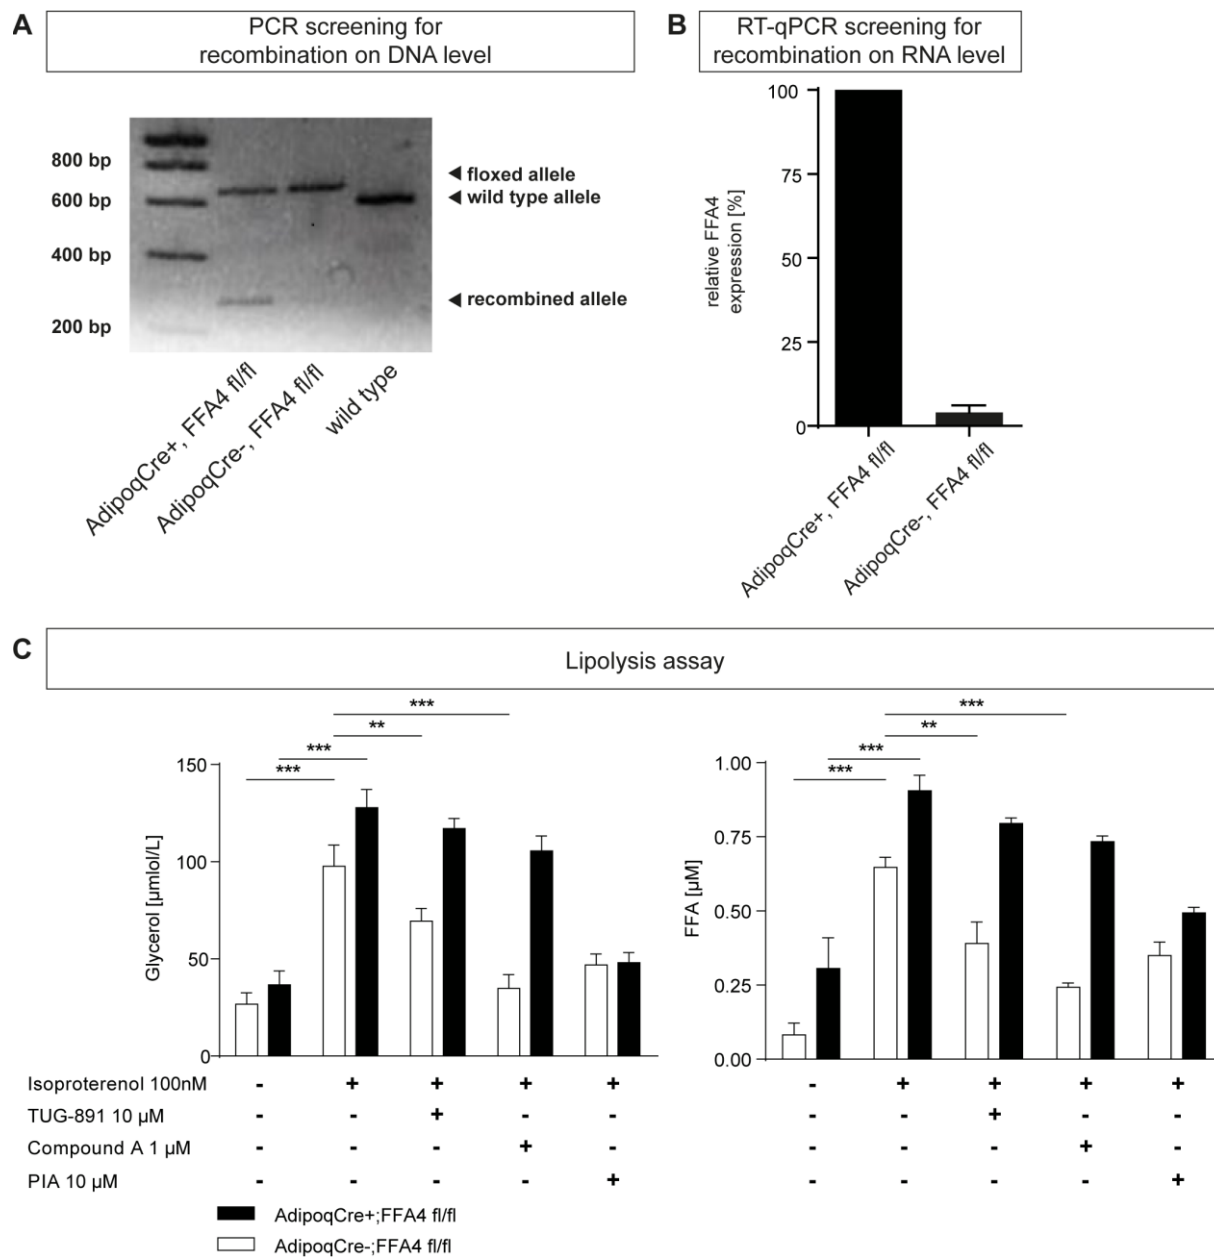 A
PCR screening for
recombination on DNA level
800 bp
600 bp
400 bp
200 bp
floxed allele
wild type allele
recombined allele
AdipoqCre+, FFA4 fl/fl
AdipoqCre-, FFA4 fl/fl
wild type
B
RT-qPCR screening for
recombination on RNA level
relative FFA4
expression [%]
100
75
50
25
0
AdipoqCre+, FFA4 fl/fl
AdipoqCre-, FFA4 fl/fl
C
Lipolysis assay
*** *** ** ***
Glycerol [µmlol/L]
150
100
50
0
*** *** ** ***
FFA [µM]
1.00
0.75
0.50
0.25
0.00
Isoproterenol 100nM - + + + + - + + + +
TUG-891 10 µM - - + - - - - + - -
Compound A 1 µM - - - + - - - - + -
PIA 10 µM - - - - + - - - - +
AdipoqCre+;FFA4 fl/fl
AdipoqCre-;FFA4 fl/fl